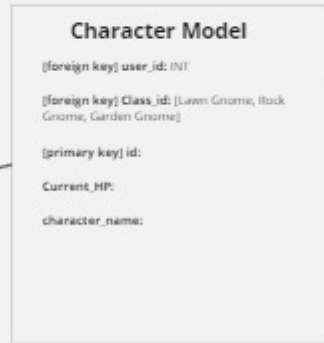 Character Model
[foreign key] user_id: INT
[foreign key] Class_id: [Lawn Gnome, Rock
Gnome, Garden Gnome]
[primary key] id:
Current_HP:
character_name: